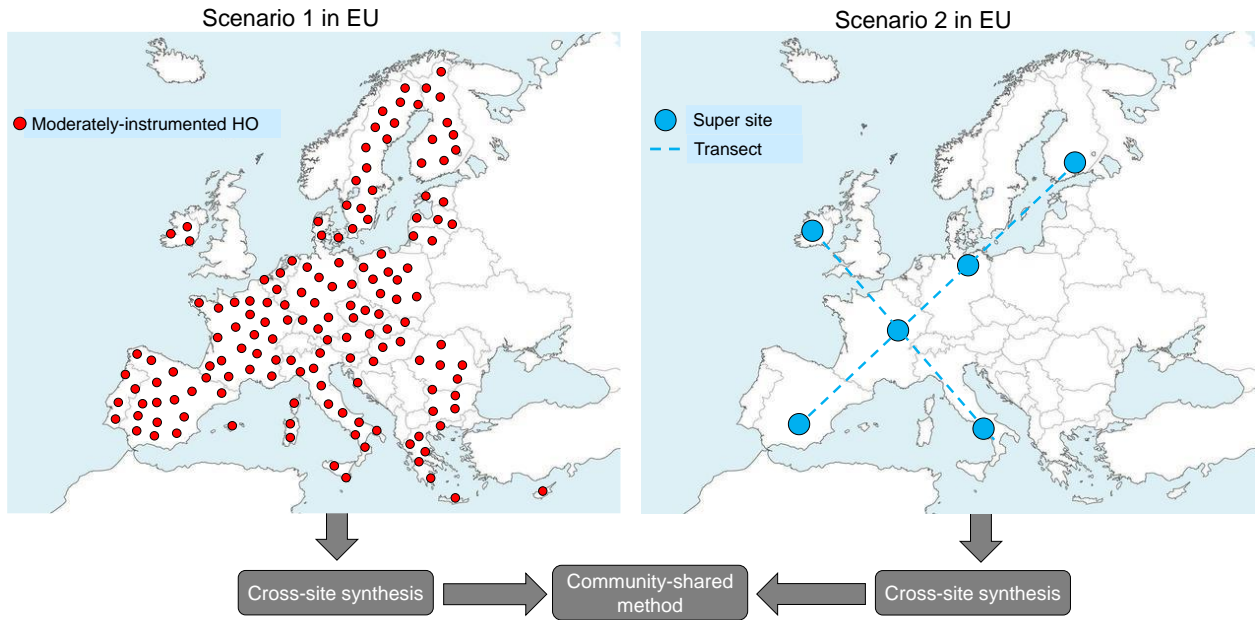 Scenario 1 in EU
Scenario 2 in EU
Moderately-instrumented HO
Super site
Transect
Cross-site synthesis
Community-shared
method
Cross-site synthesis